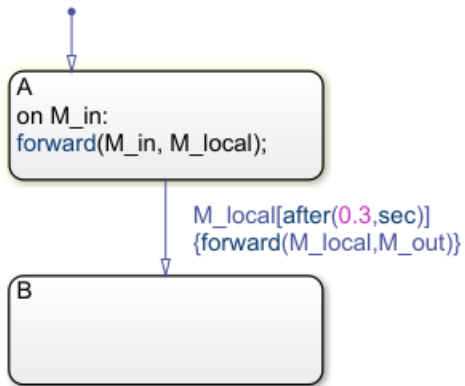 A
on M_in:
forward(M_in, M_local);
M_local[after(0.3,sec)]
{forward(M_local,M_out)}
B